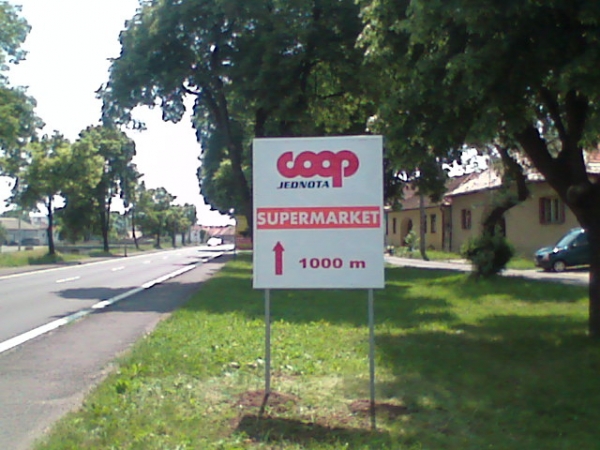 coop
JEDNOTA
SUPERMARKET
1000 m